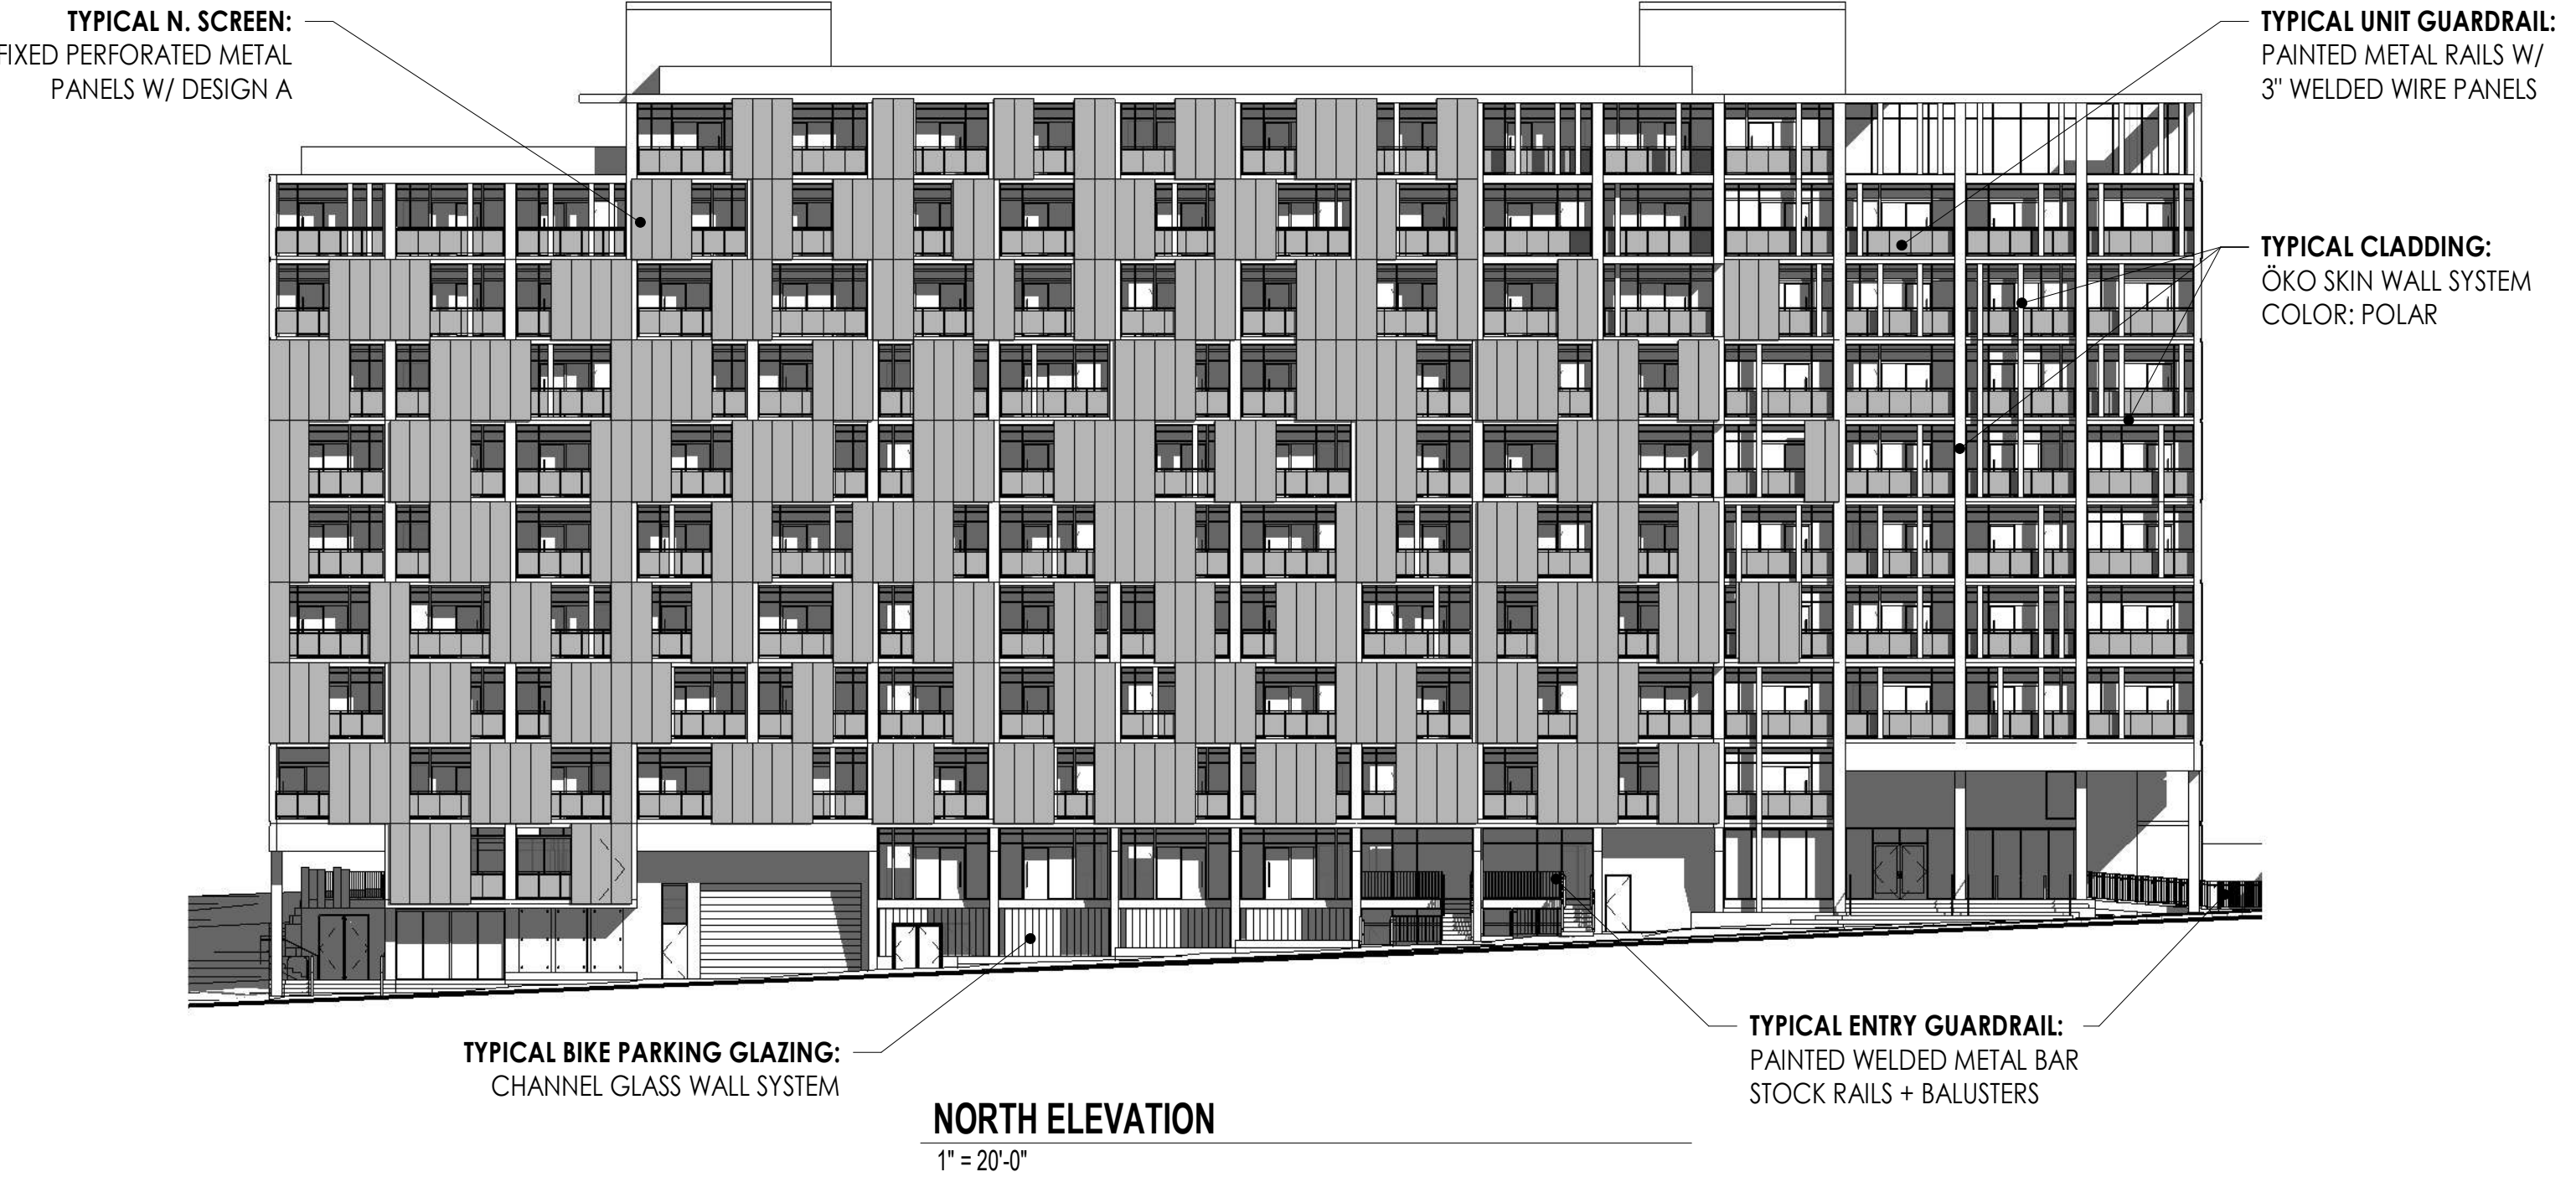 TYPICAL N. SCREEN:
FIXED PERFORATED METAL
PANELS W/ DESIGN A
TYPICAL UNIT GUARDRAIL:
PAINTED METAL RAILS W/
3" WELDED WIRE PANELS
TYPICAL CLADDING:
ÖKO SKIN WALL SYSTEM
COLOR: POLAR
TYPICAL BIKE PARKING GLAZING:
CHANNEL GLASS WALL SYSTEM
TYPICAL ENTRY GUARDRAIL:
PAINTED WELDED METAL BAR
STOCK RAILS + BALUSTERS
NORTH ELEVATION
1" = 20'-0"